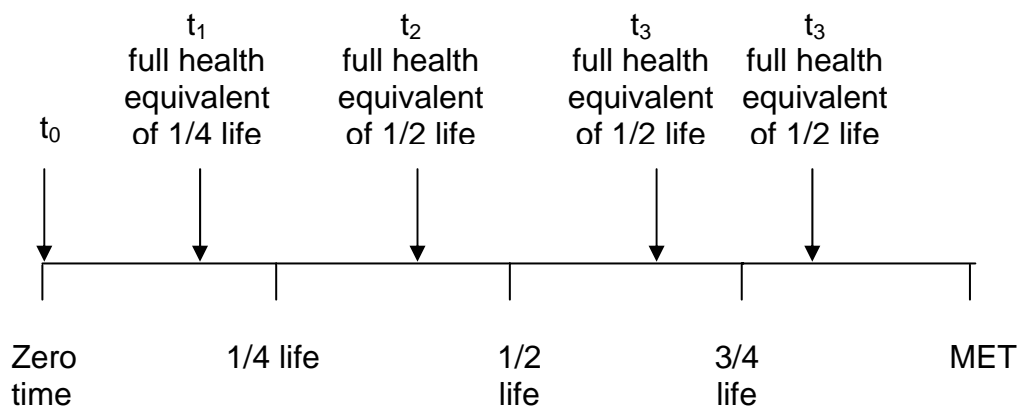 t₁
full health
equivalent
of 1/4 life
t₂
full health
equivalent
of 1/2 life
t₃
full health
equivalent
of 1/2 life
t₃
full health
equivalent
of 1/2 life
t₀
Zero
time
1/4 life
1/2
life
3/4
life
MET